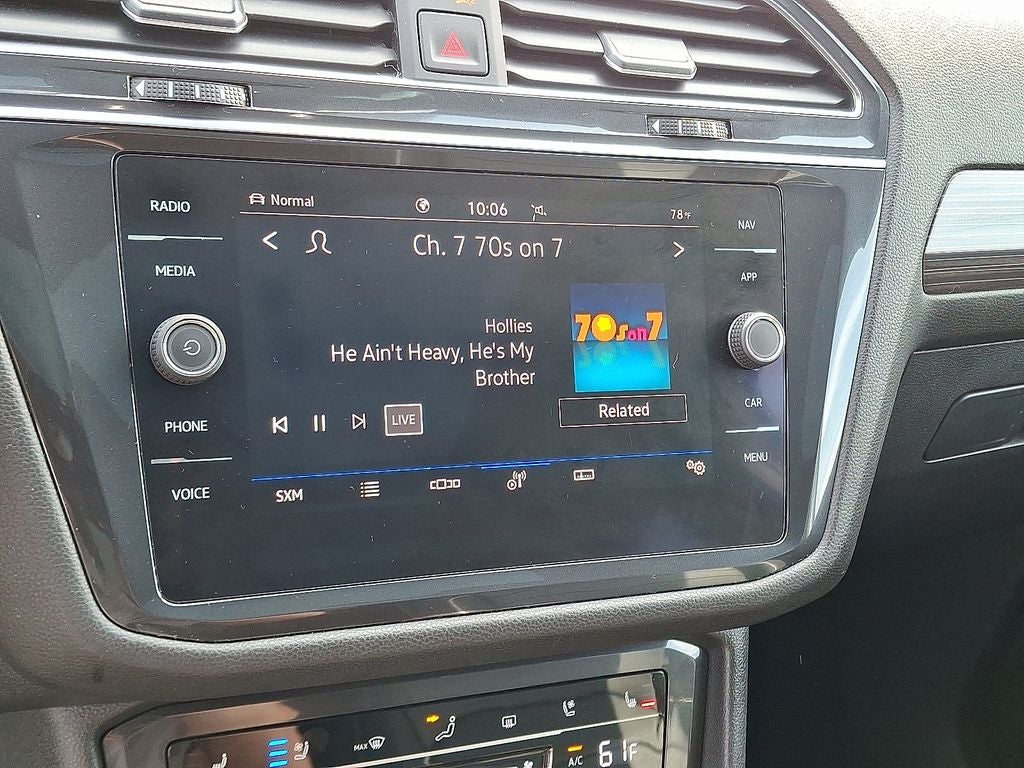 RADIO
MEDIA
PHONE
VOICE
Normal
10:06
78°F
Ch. 7 70s on 7
Hollies
He Ain't Heavy, He's My
Brother
70s on 7
Related
LIVE
SXM
NAV
APP
CAR
MENU
MAX
A/C
61F